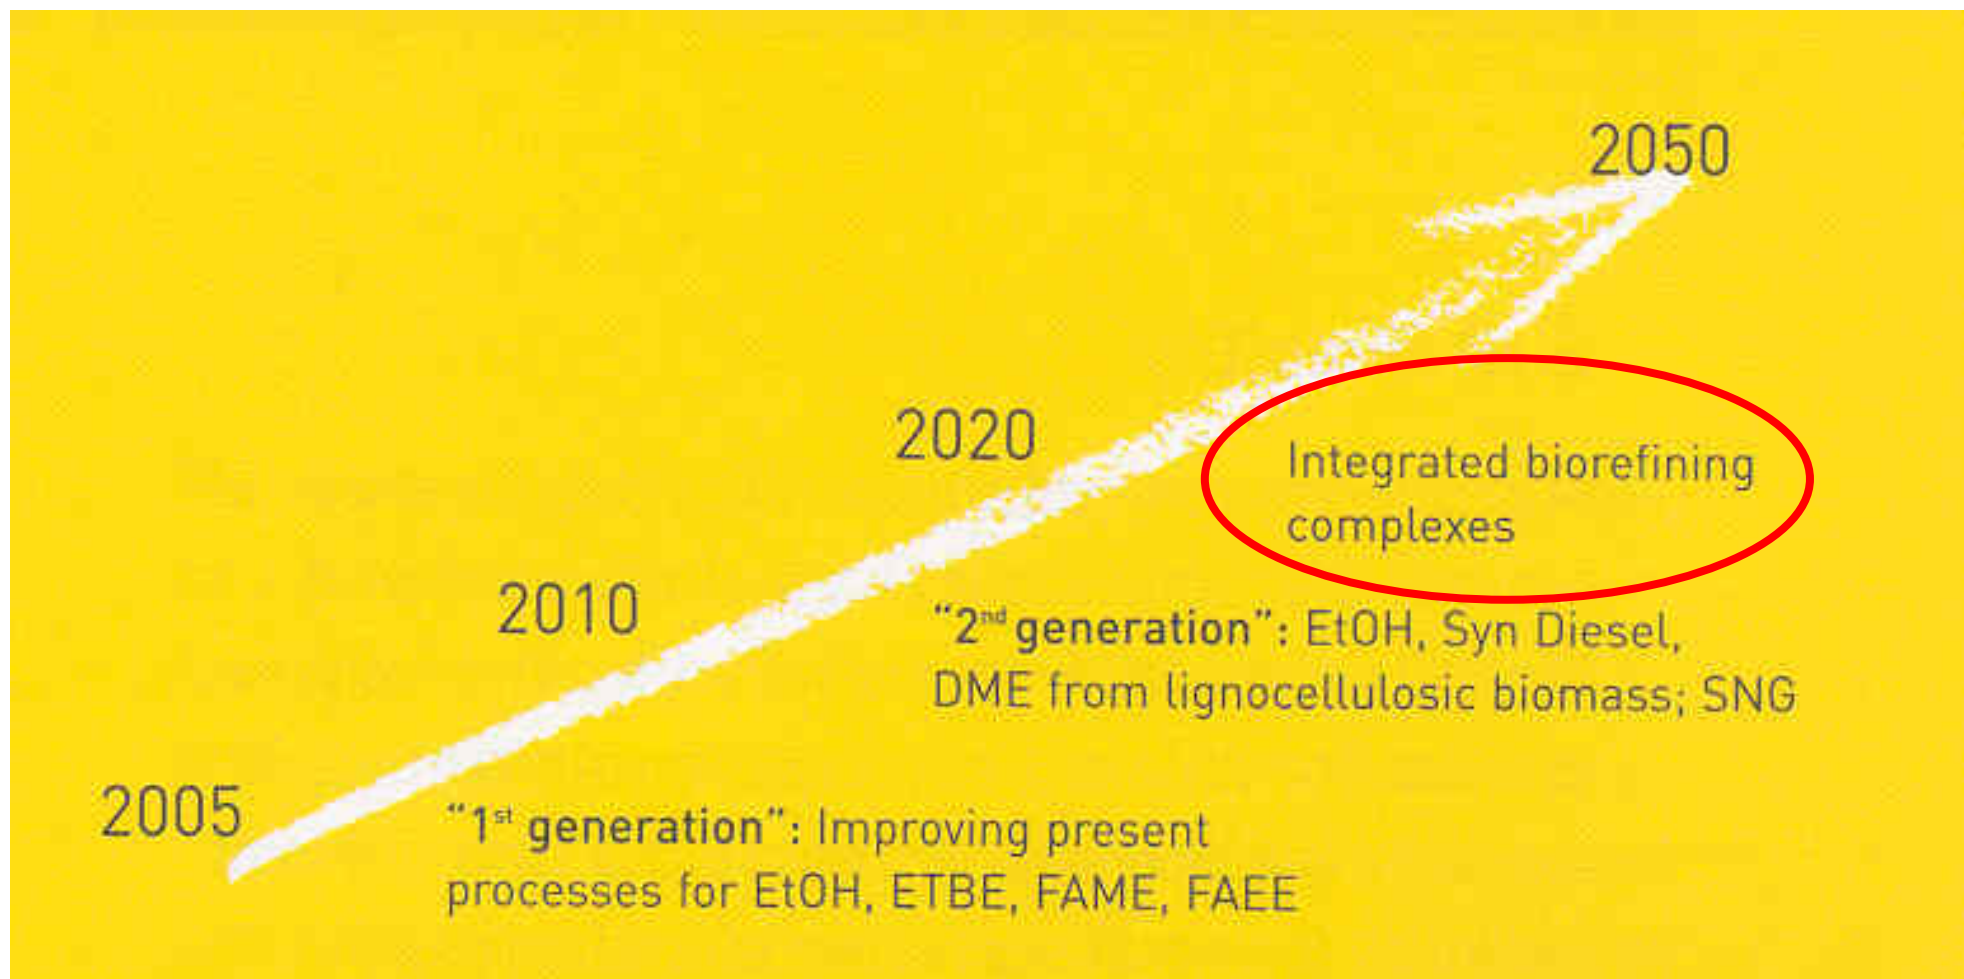 2050
2020
Integrated biorefining
complexes
2010
“2nd generation”: EtOH, Syn Diesel,
DME from lignocellulosic biomass; SNG
2005
“1st generation”: Improving present
processes for EtOH, ETBE, FAME, FAEE